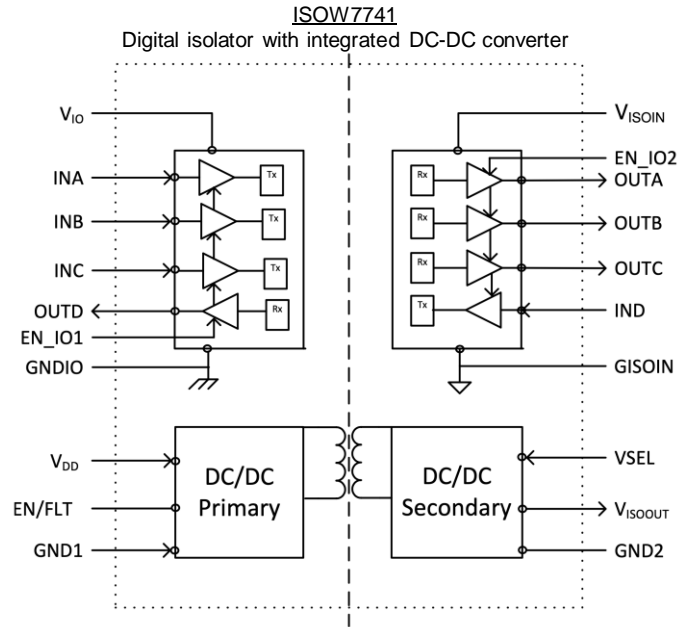 ISOW7741
Digital isolator with integrated DC-DC converter
VIO
INA
INB
INC
OUTD
EN_IO1
GNDIO
Tx
Tx
Tx
Rx
VISOIN
EN_IO2
OUTA
OUTB
OUTC
IND
GISOIN
Rx
Rx
Rx
Tx
VDD
EN/FLT
GND1
DC/DC
Primary
DC/DC
Secondary
VSEL
VISOOUT
GND2